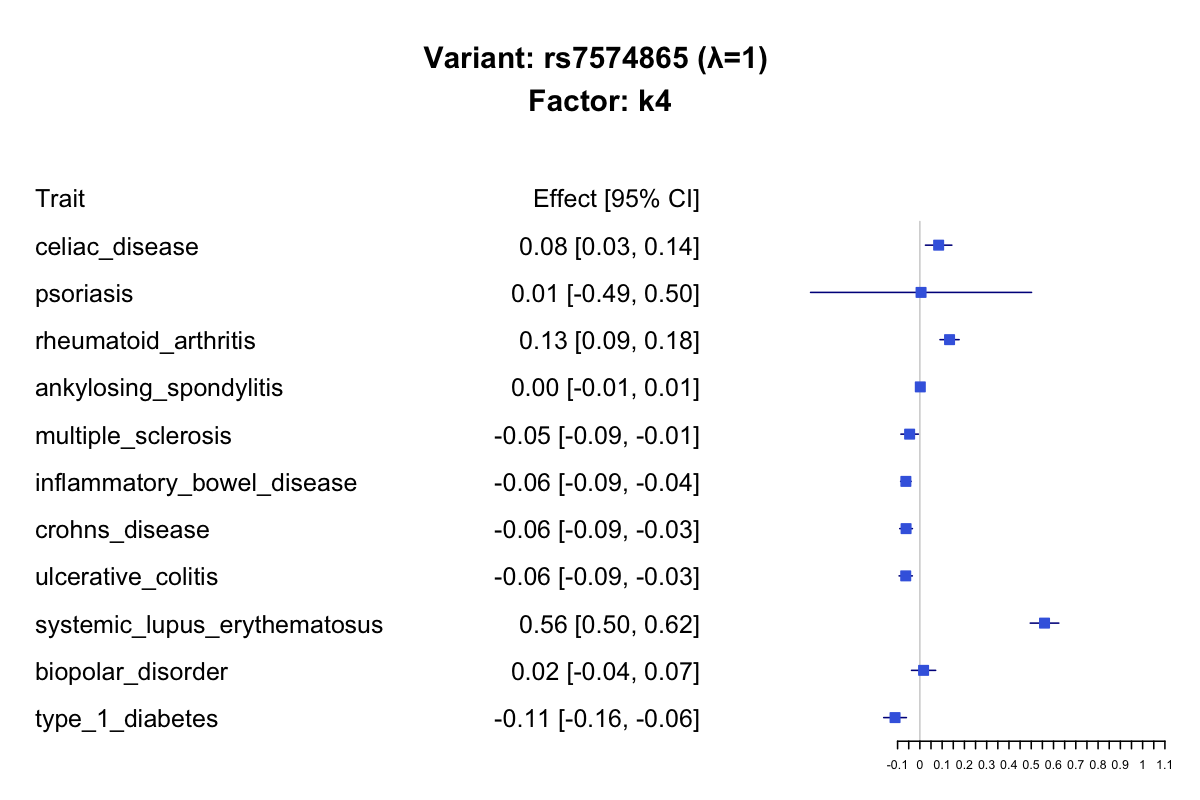 Variant: rs7574865 (λ=1)
Factor: k4
Trait Effect [95% CI]
celiac_disease 0.08 [0.03, 0.14]
psoriasis 0.01 [-0.49, 0.50]
rheumatoid_arthritis 0.13 [0.09, 0.18]
ankylosing_spondylitis 0.00 [-0.01, 0.01]
multiple_sclerosis -0.05 [-0.09, -0.01]
inflammatory_bowel_disease -0.06 [-0.09, -0.04]
crohns_disease -0.06 [-0.09, -0.03]
ulcerative_colitis -0.06 [-0.09, -0.03]
systemic_lupus_erythematosus 0.56 [0.50, 0.62]
biopolar_disorder 0.02 [-0.04, 0.07]
type_1_diabetes -0.11 [-0.16, -0.06]
-0.1 0 0.1 0.2 0.3 0.4 0.5 0.6 0.7 0.8 0.9 1 1.1